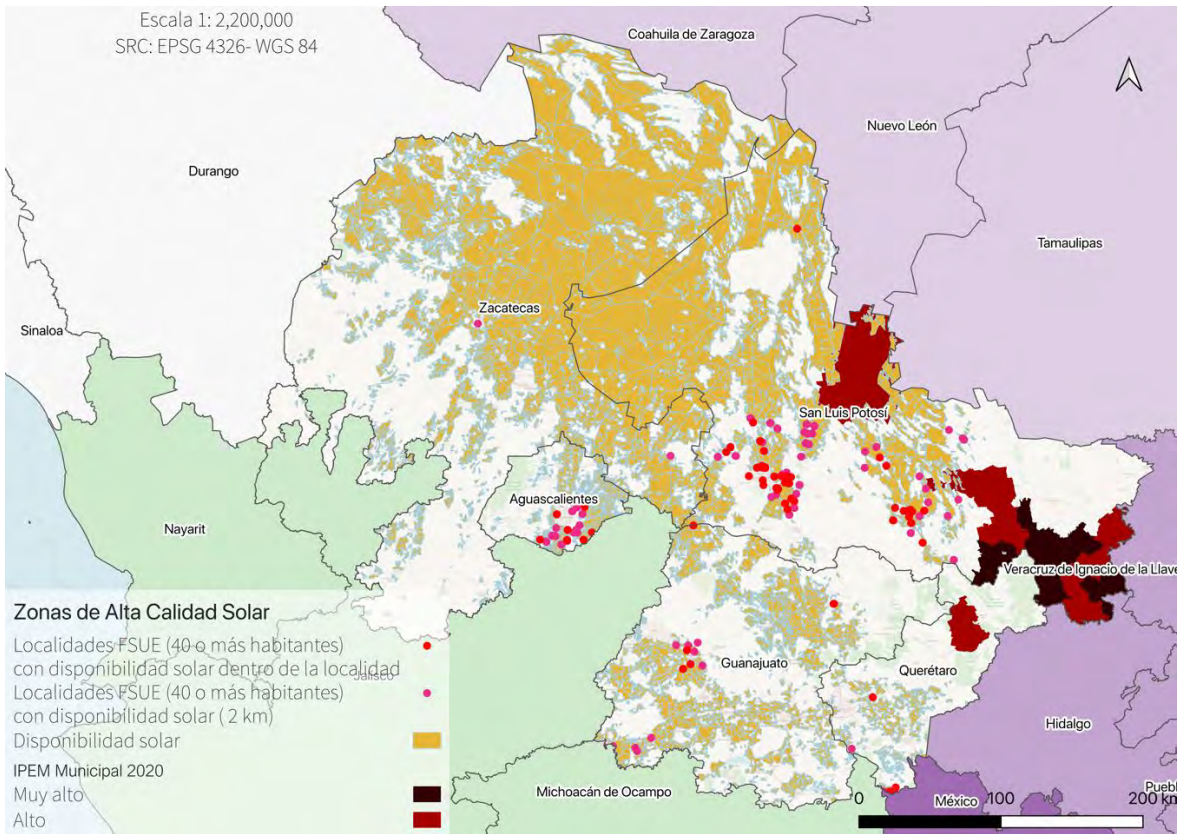 Escala 1: 2,200,000
SRC: EPSG 4326- WGS 84
Coahuila de Zaragoza
Nuevo León
Durango
Tamaulipas
Zacatecas
Sinaloa
San Luis Potosí
Aguascalientes
Nayarit
Veracruz de Ignacio de la Llave
Zonas de Alta Calidad Solar
Localidades FSUE (40 o más habitantes)
con disponibilidad solar dentro de la localidad
Jalisco
Localidades FSUE (40 o más habitantes)
con disponibilidad solar ( 2 km)
Disponibilidad solar
IPEM Municipal 2020
Muy alto
Alto
Guanajuato
Querétaro
Hidalgo
Michoacán de Ocampo
México
Puebl
0 100 200 km